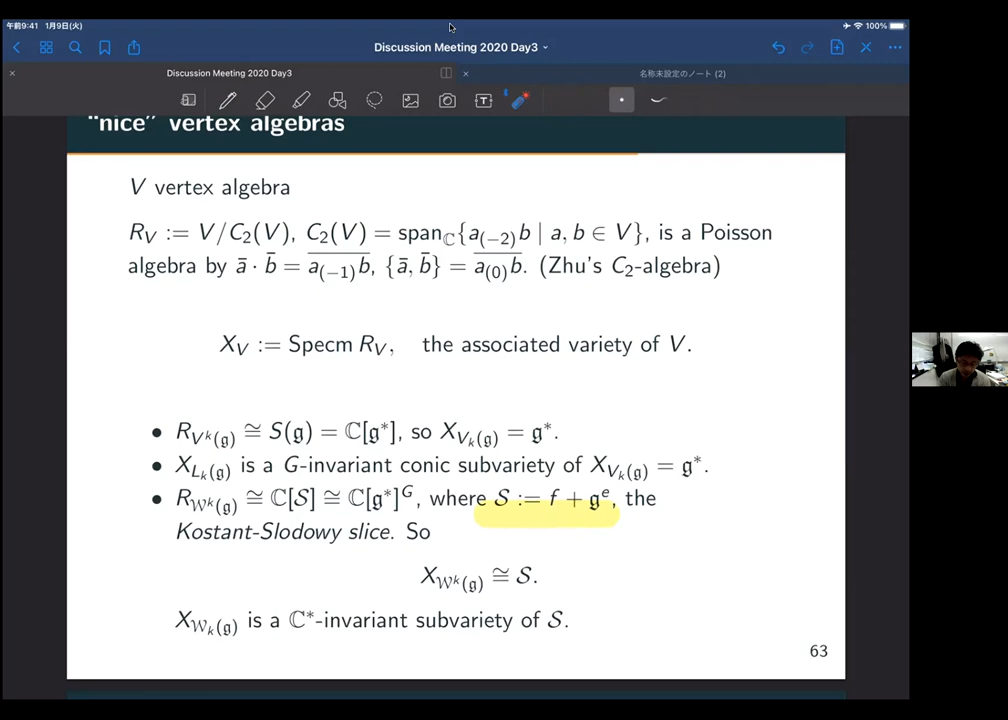 午前9:41 1月9日(火)
100%
Discussion Meeting 2020 Day3
Discussion Meeting 2020 Day3
名称未設定のノート (2)
"nice" vertex algebras
V vertex algebra
R_V := V/C_2(V), C_2(V) = span_ℂ{a_{(−2)}b | a, b ∈ V}, is a Poisson
algebra by ā · b̄ = \overline{a_{(−1)}b}, {ā, b̄} = \overline{a_{(0)}b}. (Zhu's C_2-algebra)
X_V := Specm R_V, the associated variety of V.
• R_{V^k(𝔤)} ≅ S(𝔤) = ℂ[𝔤*], so X_{V_k(𝔤)} = 𝔤*.
• X_{L_k(𝔤)} is a G-invariant conic subvariety of X_{V_k(𝔤)} = 𝔤*.
• R_{𝒲^k(𝔤)} ≅ ℂ[𝒮] ≅ ℂ[𝔤*]^G, where 𝒮 := f + 𝔤^e, the
Kostant-Slodowy slice. So
X_{𝒲^k(𝔤)} ≅ 𝒮.
X_{𝒲_k(𝔤)} is a ℂ*-invariant subvariety of 𝒮.
63